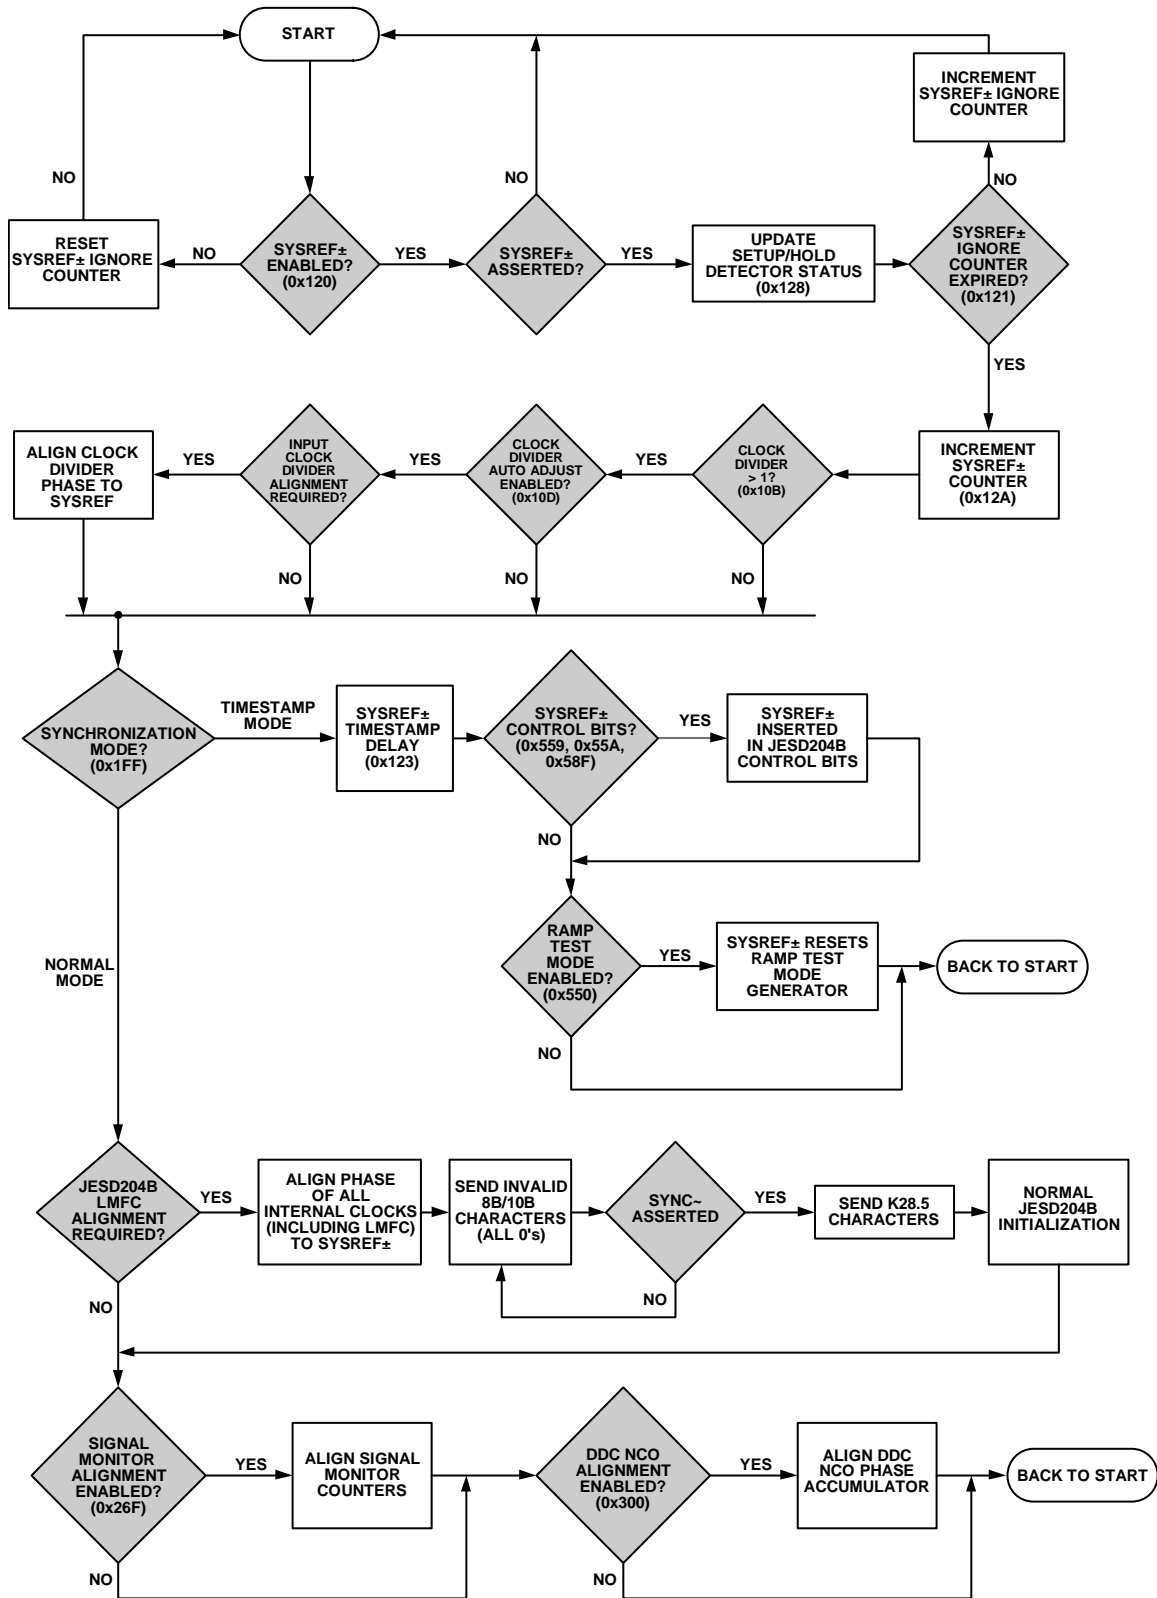 START
INCREMENT
SYSREF± IGNORE
COUNTER
NO
NO
NO
RESET
SYSREF± IGNORE
COUNTER
NO
SYSREF±
ENABLED?
(0x120)
YES
SYSREF±
ASSERTED?
YES
UPDATE
SETUP/HOLD
DETECTOR STATUS
(0x128)
SYSREF±
IGNORE
COUNTER
EXPIRED?
(0x121)
YES
ALIGN CLOCK
DIVIDER
PHASE TO
SYSREF
YES
INPUT
CLOCK
DIVIDER
ALIGNMENT
REQUIRED?
YES
CLOCK
DIVIDER
AUTO ADJUST
ENABLED?
(0x10D)
YES
CLOCK
DIVIDER
> 1?
(0x10B)
INCREMENT
SYSREF±
COUNTER
(0x12A)
NO
NO
NO
SYNCHRONIZATION
MODE?
(0x1FF)
TIMESTAMP
MODE
SYSREF±
TIMESTAMP
DELAY
(0x123)
SYSREF±
CONTROL BITS?
(0x559, 0x55A,
0x58F)
YES
SYSREF±
INSERTED
IN JESD204B
CONTROL BITS
NO
NORMAL
MODE
RAMP
TEST
MODE
ENABLED?
(0x550)
YES
SYSREF± RESETS
RAMP TEST
MODE
GENERATOR
BACK TO START
NO
JESD204B
LMFC
ALIGNMENT
REQUIRED?
YES
ALIGN PHASE
OF ALL
INTERNAL CLOCKS
(INCLUDING LMFC)
TO SYSREF±
SEND INVALID
8B/10B
CHARACTERS
(ALL 0's)
SYNC~
ASSERTED
YES
SEND K28.5
CHARACTERS
NORMAL
JESD204B
INITIALIZATION
NO
NO
SIGNAL
MONITOR
ALIGNMENT
ENABLED?
(0x26F)
YES
ALIGN SIGNAL
MONITOR
COUNTERS
DDC NCO
ALIGNMENT
ENABLED?
(0x300)
YES
ALIGN DDC
NCO PHASE
ACCUMULATOR
BACK TO START
NO
NO